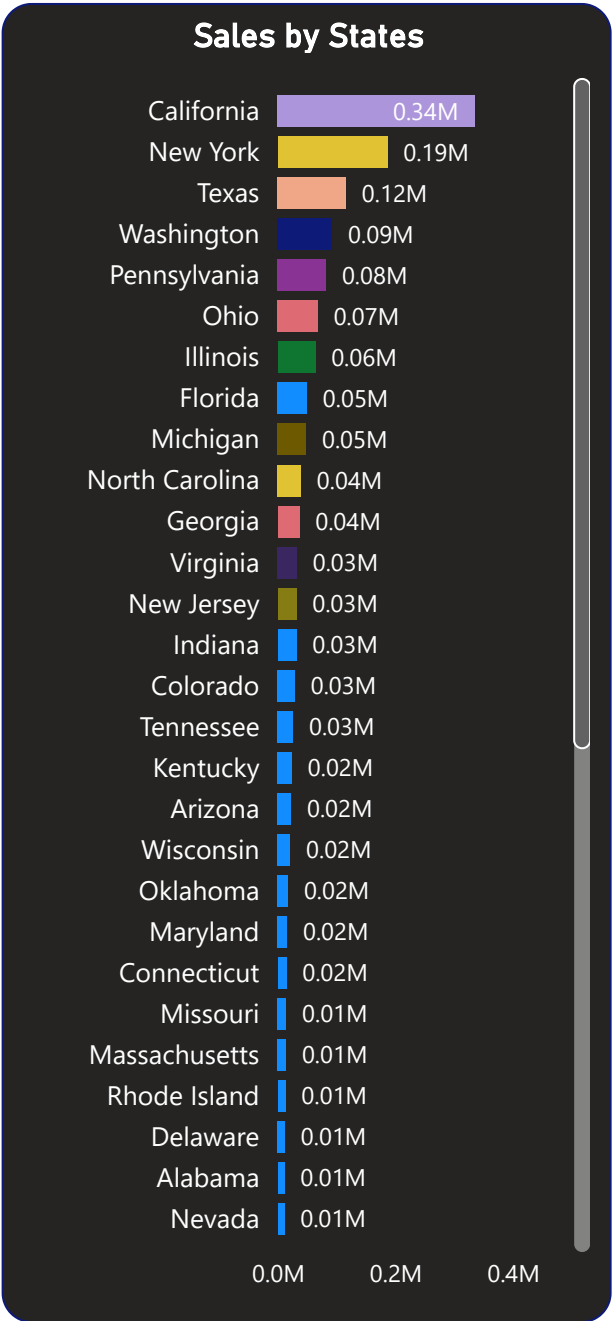 Sales by States
California 0.34M
New York 0.19M
Texas 0.12M
Washington 0.09M
Pennsylvania 0.08M
Ohio 0.07M
Illinois 0.06M
Florida 0.05M
Michigan 0.05M
North Carolina 0.04M
Georgia 0.04M
Virginia 0.03M
New Jersey 0.03M
Indiana 0.03M
Colorado 0.03M
Tennessee 0.03M
Kentucky 0.02M
Arizona 0.02M
Wisconsin 0.02M
Oklahoma 0.02M
Maryland 0.02M
Connecticut 0.02M
Missouri 0.01M
Massachusetts 0.01M
Rhode Island 0.01M
Delaware 0.01M
Alabama 0.01M
Nevada 0.01M
0.0M 0.2M 0.4M